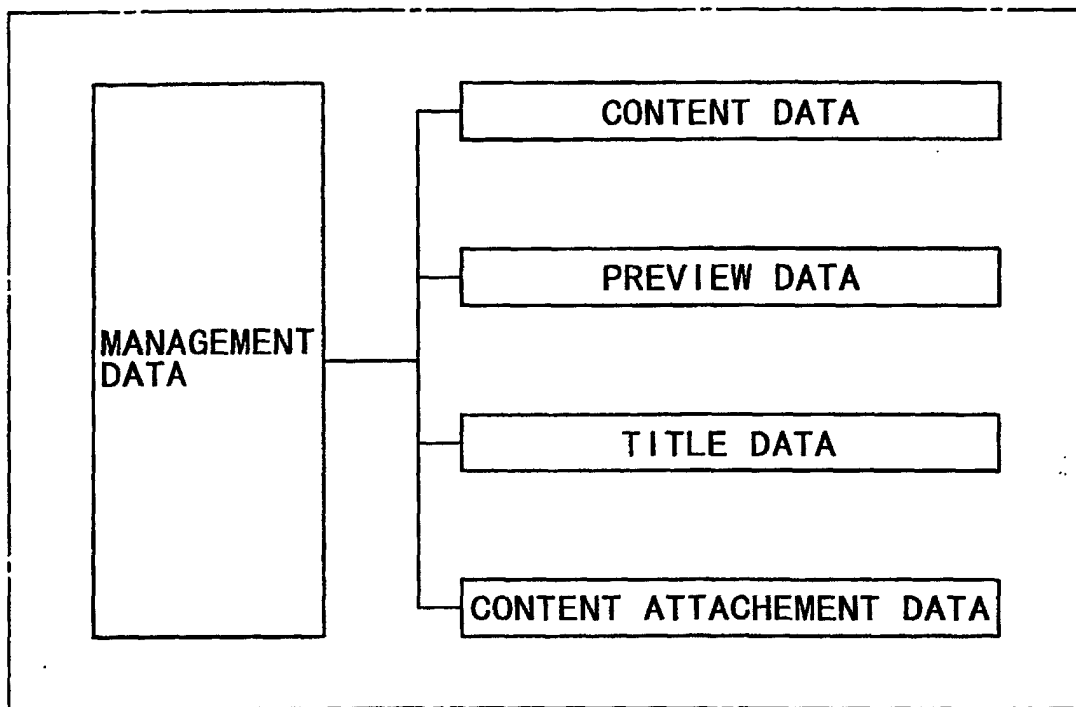 CONTENT DATA
PREVIEW DATA
MANAGEMENT
DATA
TITLE DATA
CONTENT ATTACHEMENT DATA